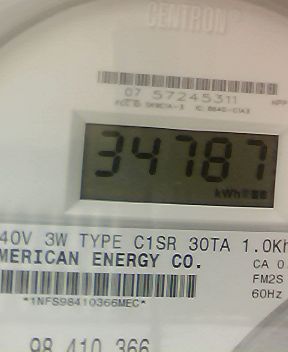 CENTRON®
07 57245311
34787
kWh
40V 3W TYPE C1SR 30TA 1.0Kh
MERICAN ENERGY CO.
CA 0.
FM2S
*1NFS98410366MEC*
60Hz
98 410 366